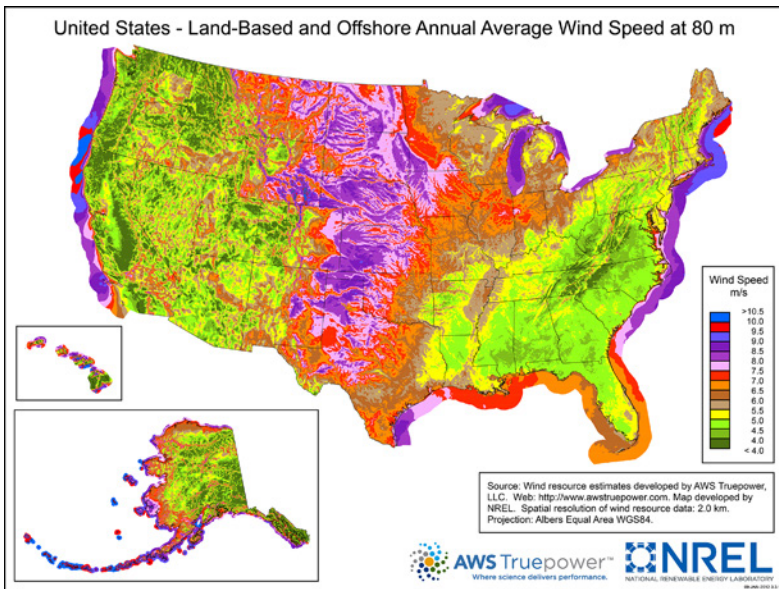 United States - Land-Based and Offshore Annual Average Wind Speed at 80 m
Wind Speed
m/s
>10.5
10.0
9.5
9.0
8.5
8.0
7.5
7.0
6.5
6.0
5.5
5.0
4.5
4.0
< 4.0
Source: Wind resource estimates developed by AWS Truepower,
LLC. Web: http://www.awstruepower.com. Map developed by
NREL. Spatial resolution of wind resource data: 2.0 km.
Projection: Albers Equal Area WGS84.
AWS Truepower™
Where science delivers performance.
NREL
NATIONAL RENEWABLE ENERGY LABORATORY